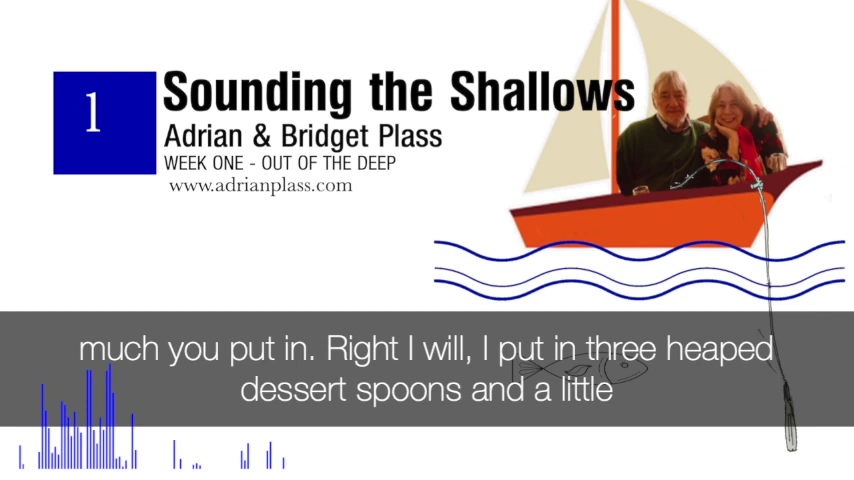 1
Sounding the Shallows
Adrian & Bridget Plass
WEEK ONE - OUT OF THE DEEP
www.adrianplass.com
much you put in. Right I will, I put in three heaped
dessert spoons and a little